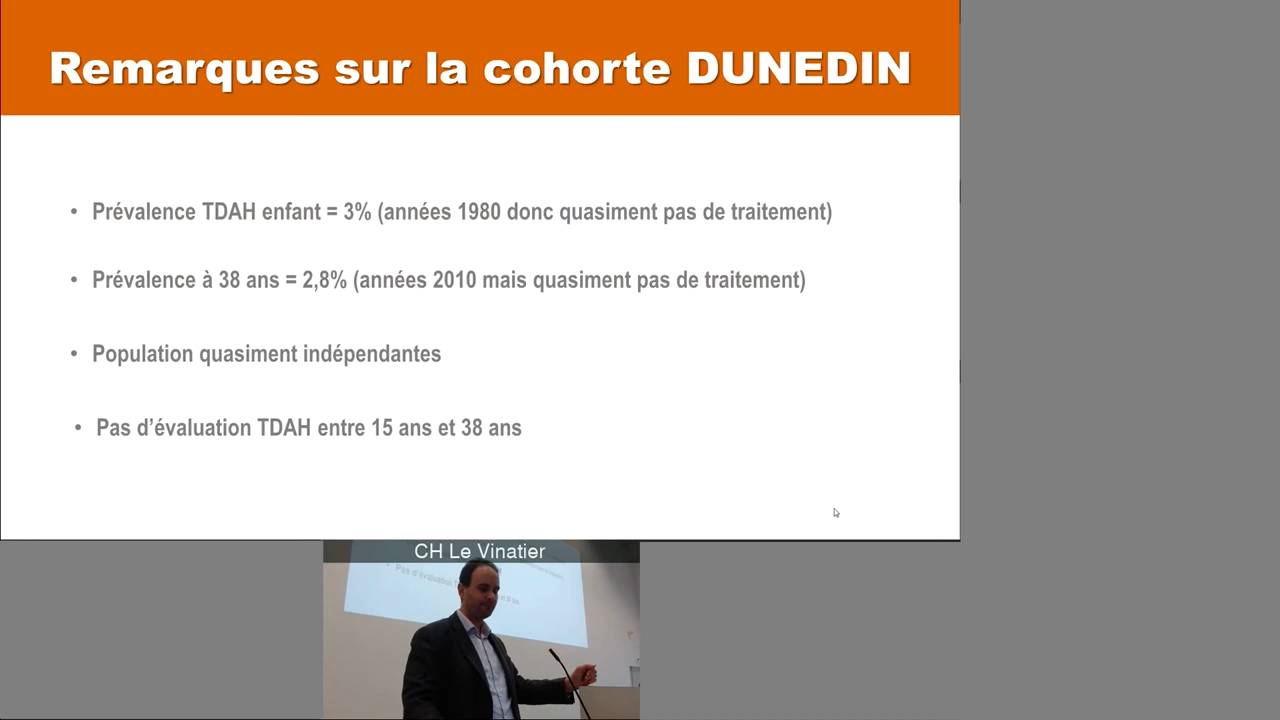 Remarques sur la cohorte DUNEDIN
• Prévalence TDAH enfant = 3% (années 1980 donc quasiment pas de traitement)
• Prévalence à 38 ans = 2,8% (années 2010 mais quasiment pas de traitement)
• Population quasiment indépendantes
• Pas d’évaluation TDAH entre 15 ans et 38 ans
CH Le Vinatier
Pas d’évaluation